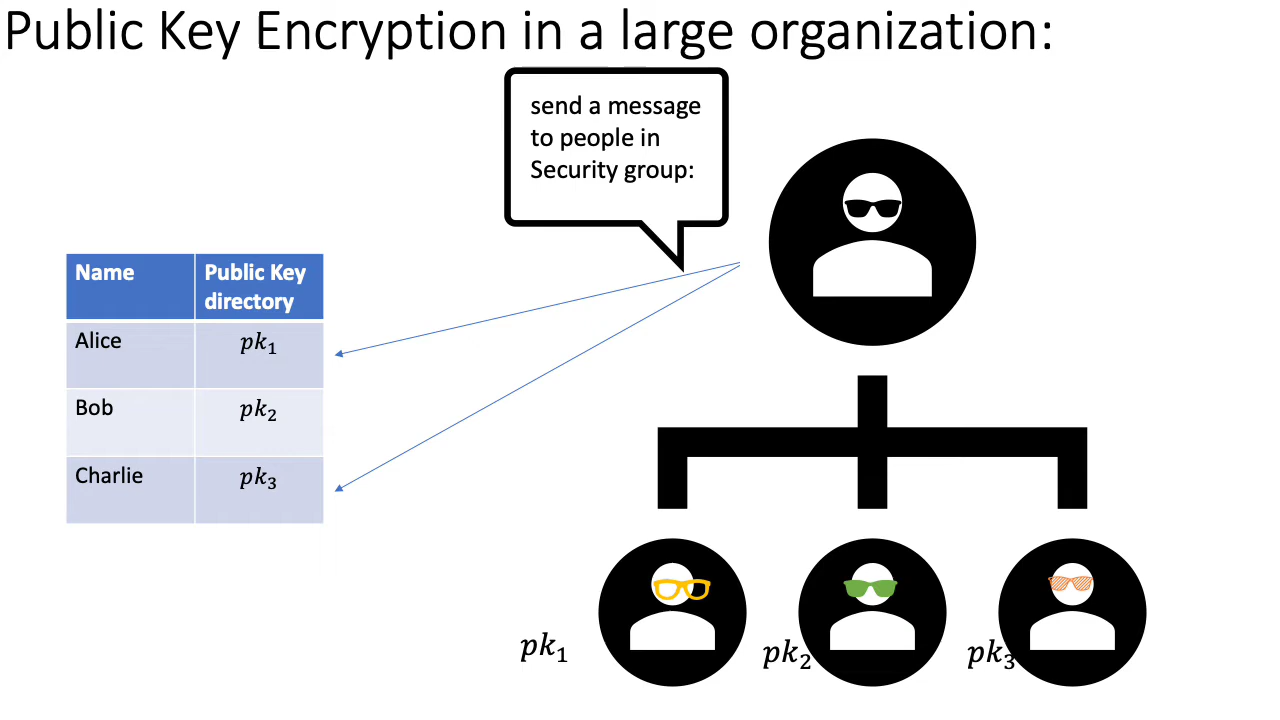 Public Key Encryption in a large organization:
send a message
to people in
Security group:
Name
Public Key
directory
Alice
pk₁
Bob
pk₂
Charlie
pk₃
pk₁
pk₂
pk₃